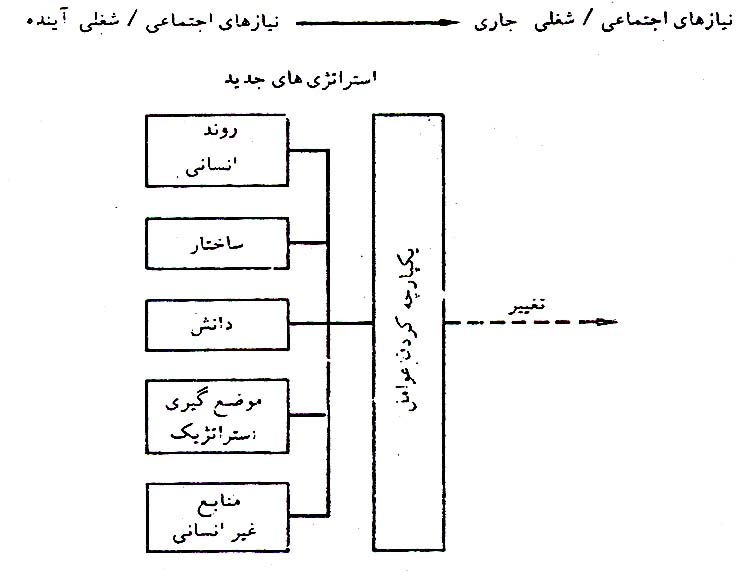 نیازهای اجتماعی / شغلی جاری
نیازهای اجتماعی / شغلی آینده
استراتژی های جدید
روند
انسانی
ساختار
دانش
موضع گیری
استراتژیک
منابع
غیر انسانی
یکپارچه کردن عوامل
تغییر